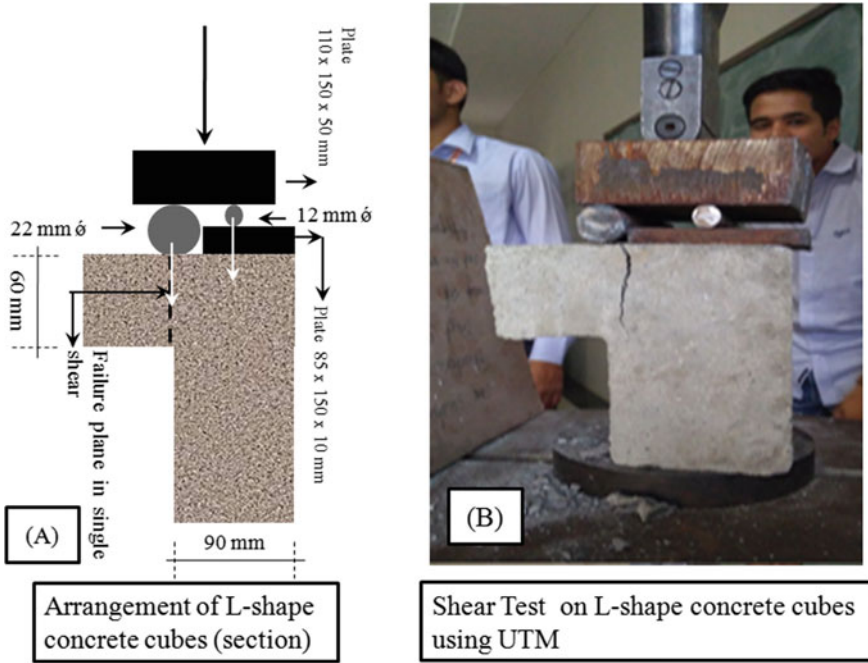 Plate
110 x 150 x 50 mm
22 mm ǿ
12 mm ǿ
60 mm
Failure plane in single
shear
Plate 85 x 150 x 10 mm
(A)
90 mm
(B)
Arrangement of L-shape
concrete cubes (section)
Shear Test on L-shape concrete cubes
using UTM